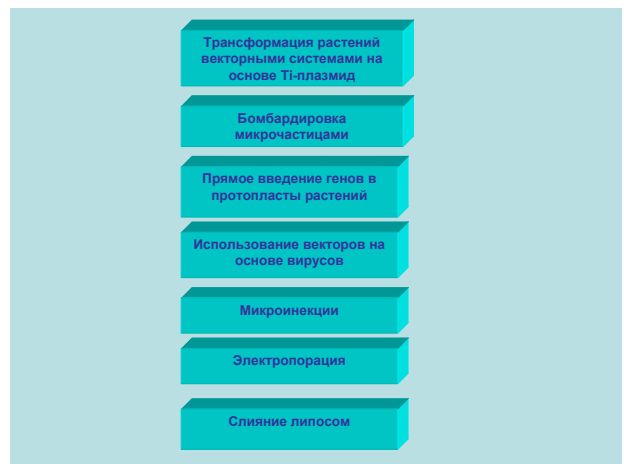 Трансформация растений
векторными системами на
основе Ti-плазмид
Бомбардировка
микрочастицами
Прямое введение генов в
протопласты растений
Использование векторов на
основе вирусов
Микроинекции
Электропорация
Слияние липосом